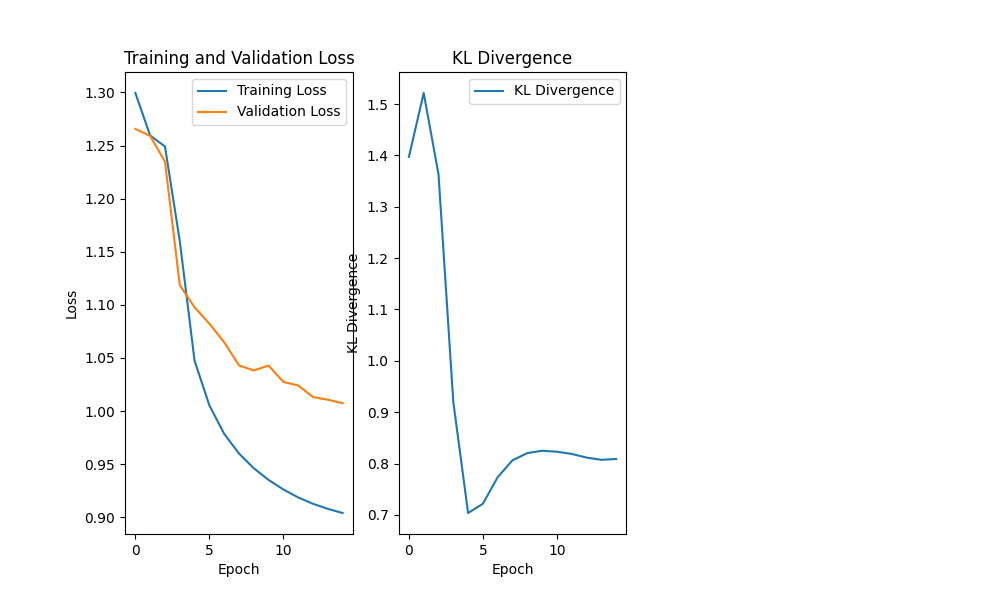 Training and Validation Loss
Training Loss
Validation Loss
1.30
1.25
1.20
1.15
1.10
1.05
1.00
0.95
0.90
Loss
0 5 10
Epoch
KL Divergence
KL Divergence
1.5
1.4
1.3
1.2
1.1
1.0
0.9
0.8
0.7
KL Divergence
0 5 10
Epoch